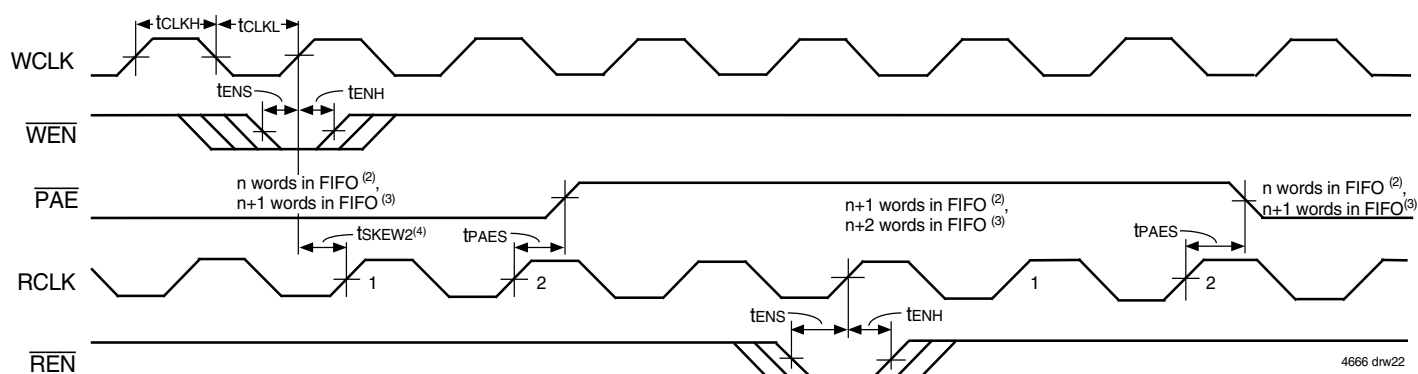 tCLKH tCLKL
WCLK
tENS tENH
WEN
PAE
n words in FIFO (2),
n+1 words in FIFO (3)
n+1 words in FIFO (2),
n+2 words in FIFO (3)
n words in FIFO (2),
n+1 words in FIFO(3)
tSKEW2(4)
tPAES
tPAES
RCLK
1
2
1
2
tENS tENH
REN
4666 drw22